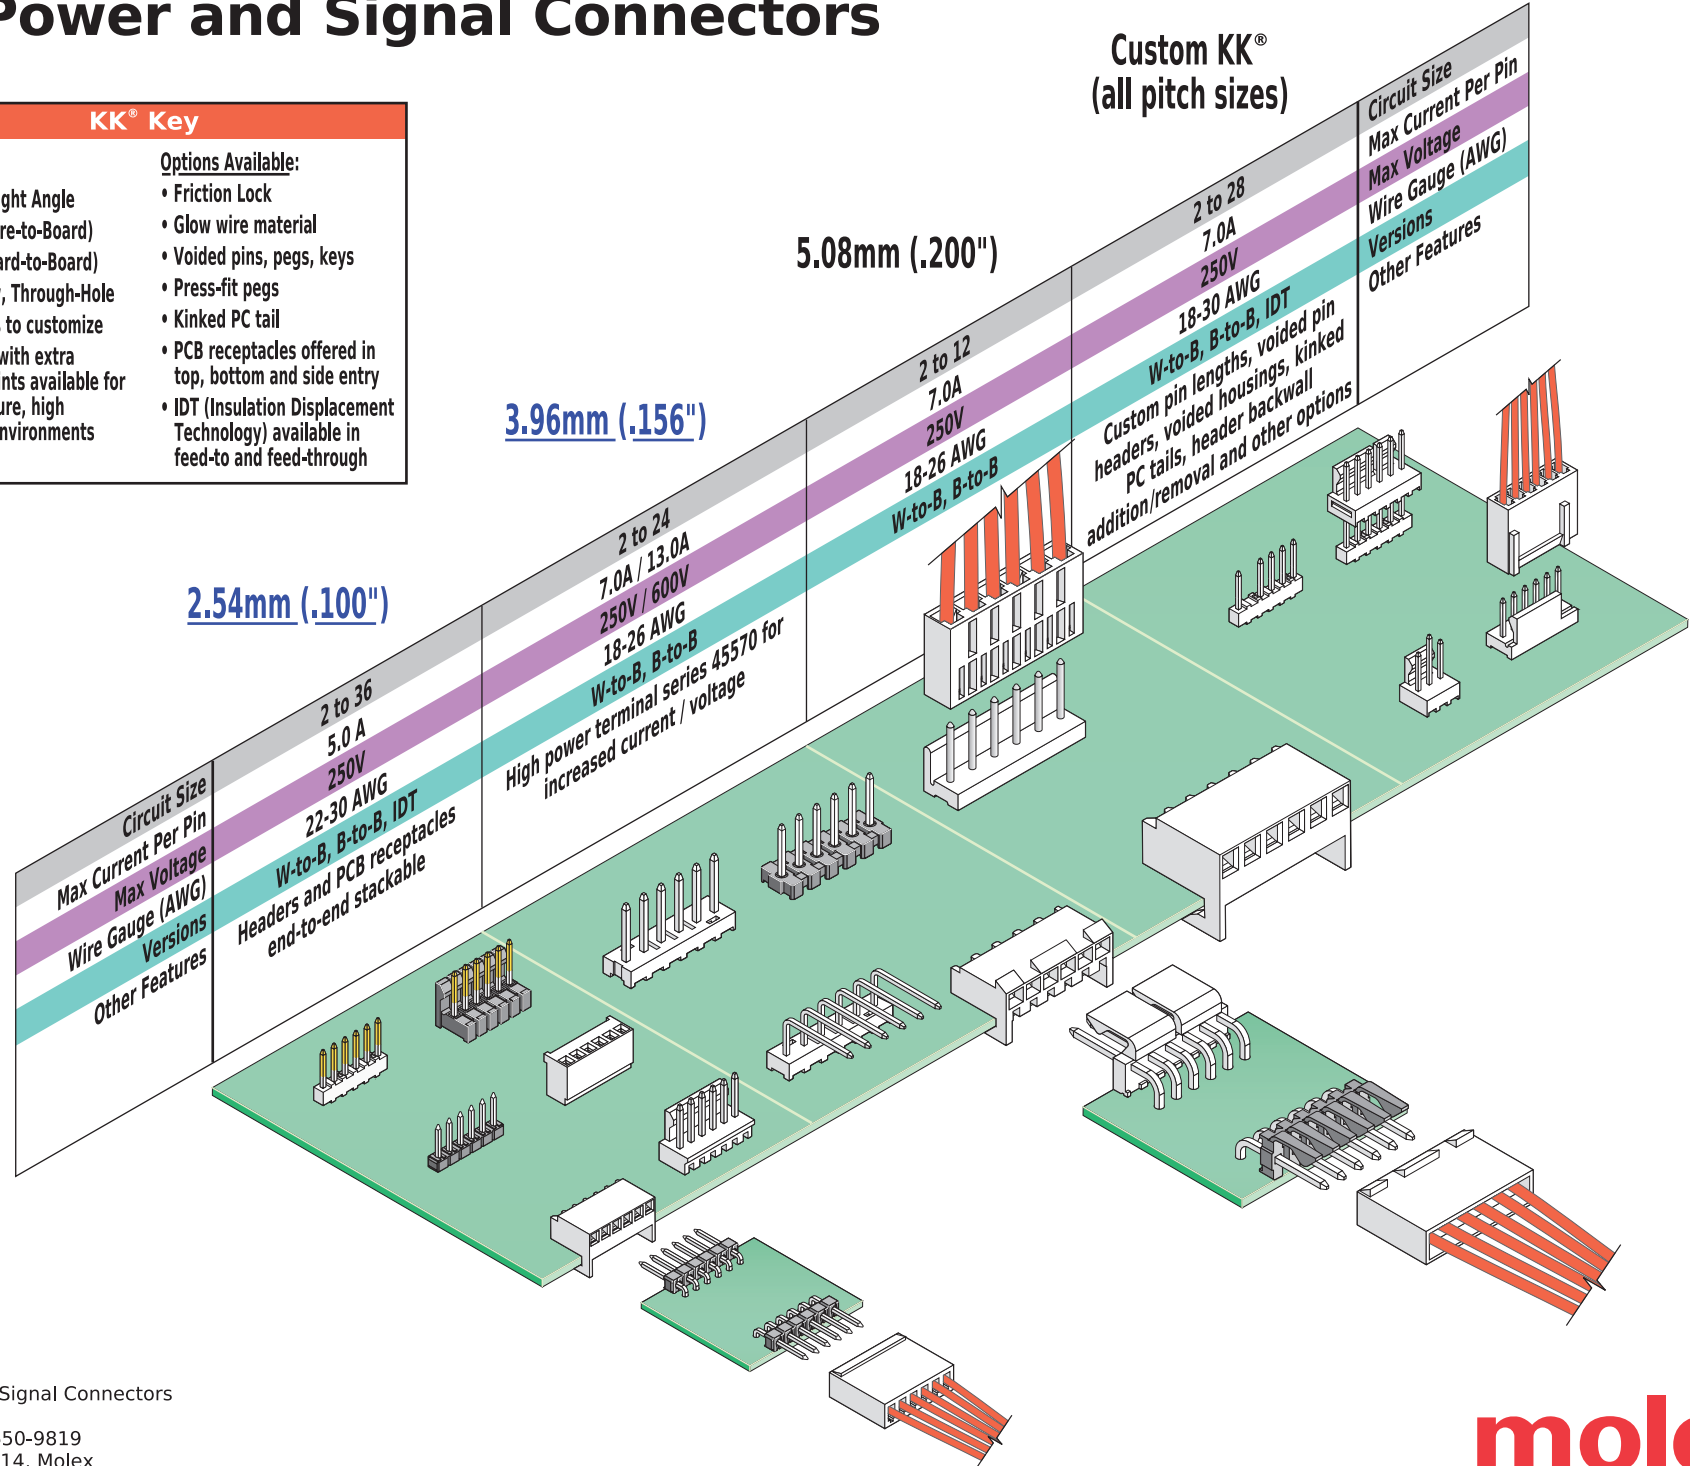 Power and Signal Connectors
KK® Key
ght Angle
re-to-Board)
ard-to-Board)
, Through-Hole
to customize
with extra
ints available for
ure, high
nvironments
Options Available:
• Friction Lock
• Glow wire material
• Voided pins, pegs, keys
• Press-fit pegs
• Kinked PC tail
• PCB receptacles offered in
top, bottom and side entry
• IDT (Insulation Displacement
Technology) available in
feed-to and feed-through
2.54mm (.100")
3.96mm (.156")
5.08mm (.200")
Custom KK®
(all pitch sizes)
Circuit Size
Max Current Per Pin
Max Voltage
Wire Gauge (AWG)
Versions
Other Features
2 to 36
5.0 A
250V
22-30 AWG
W-to-B, B-to-B, IDT
Headers and PCB receptacles
end-to-end stackable
2 to 24
7.0A / 13.0A
250V / 600V
18-26 AWG
W-to-B, B-to-B
High power terminal series 45570 for
increased current / voltage
2 to 12
7.0A
250V
18-26 AWG
W-to-B, B-to-B
2 to 28
7.0A
250V
18-30 AWG
W-to-B, B-to-B, IDT
Custom pin lengths, voided pin
headers, voided housings, kinked
PC tails, header backwall
addition/removal and other options
Circuit Size
Max Current Per Pin
Max Voltage
Wire Gauge (AWG)
Versions
Other Features
Signal Connectors
50-9819
14, Molex
mole